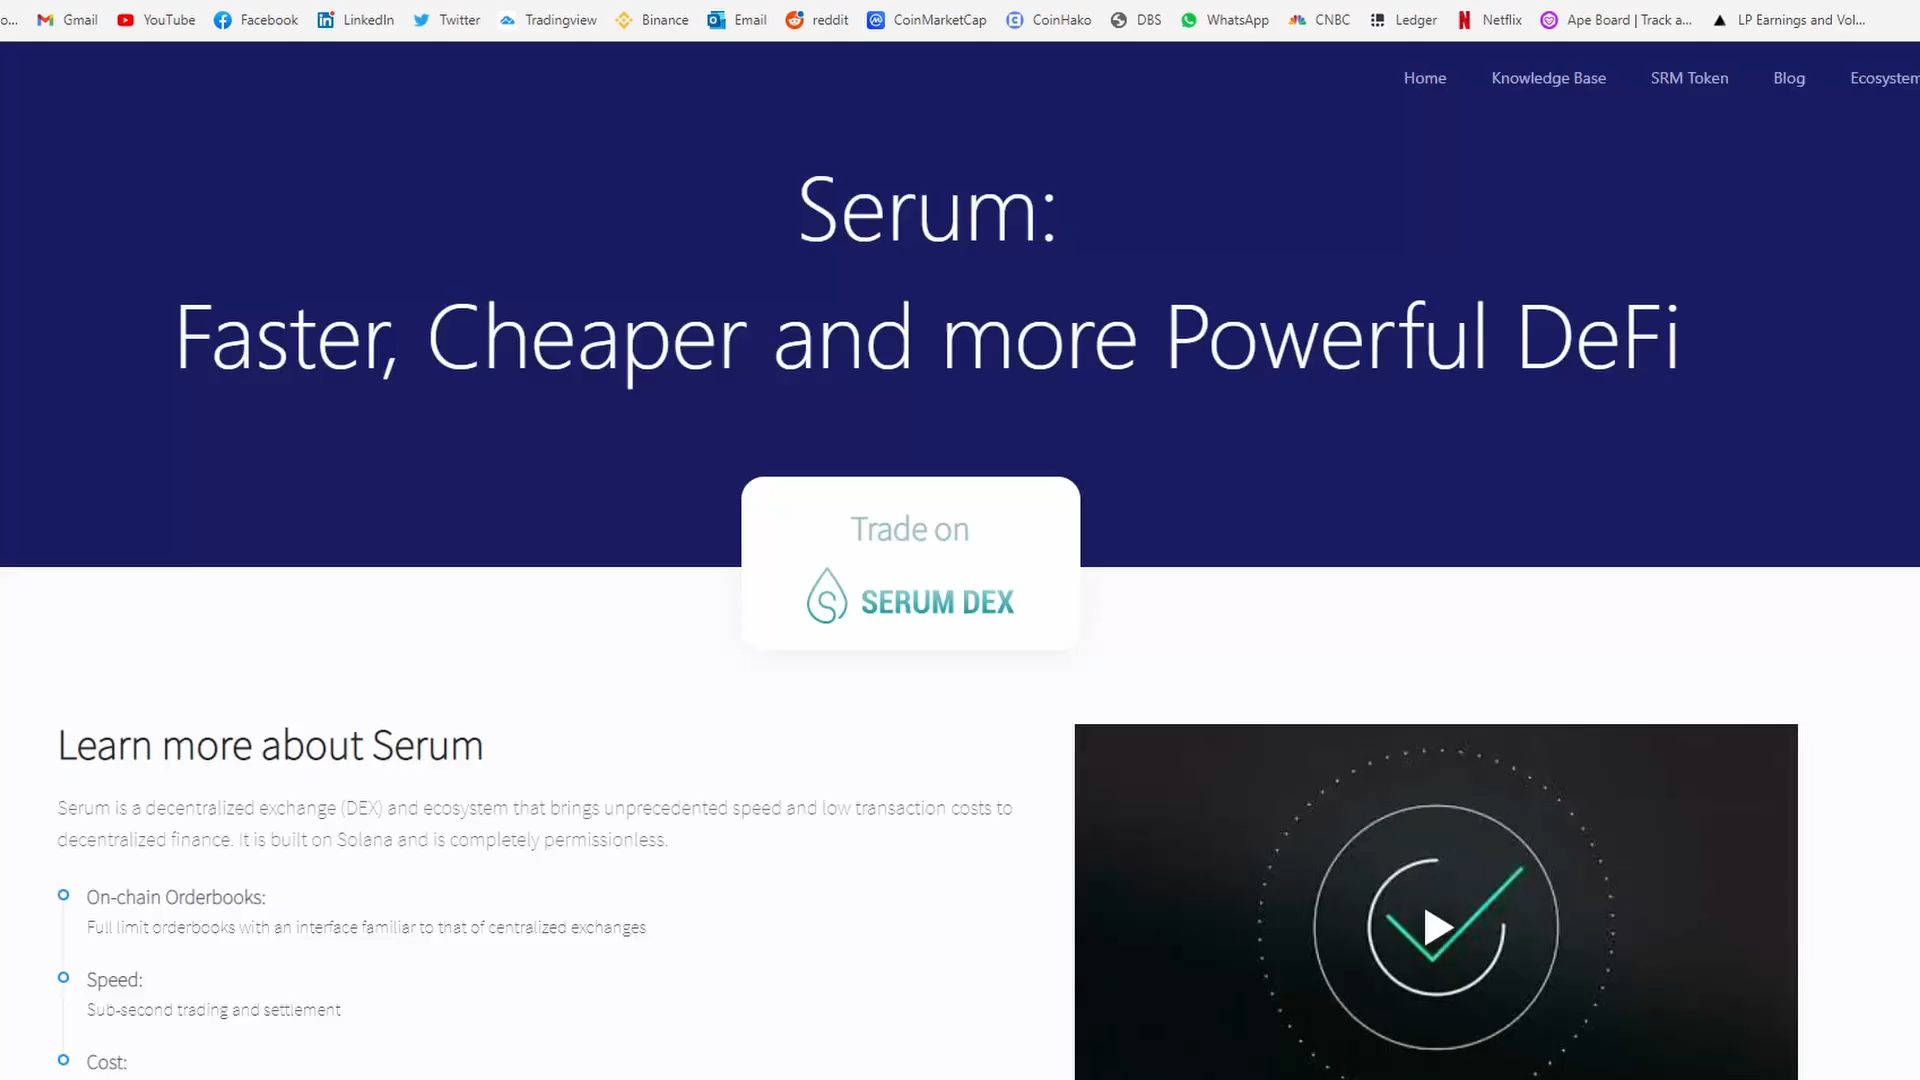 o... Gmail YouTube Facebook LinkedIn Twitter Tradingview Binance Email reddit CoinMarketCap CoinHako DBS WhatsApp CNBC Ledger Netflix Ape Board | Track a... LP Earnings and Vol...
Home Knowledge Base SRM Token Blog Ecosystem
Serum:
Faster, Cheaper and more Powerful DeFi
Trade on
SERUM DEX
Learn more about Serum
Serum is a decentralized exchange (DEX) and ecosystem that brings unprecedented speed and low transaction costs to
decentralized finance. It is built on Solana and is completely permissionless.
On-chain Orderbooks:
Full limit orderbooks with an interface familiar to that of centralized exchanges
Speed:
Sub-second trading and settlement
Cost: